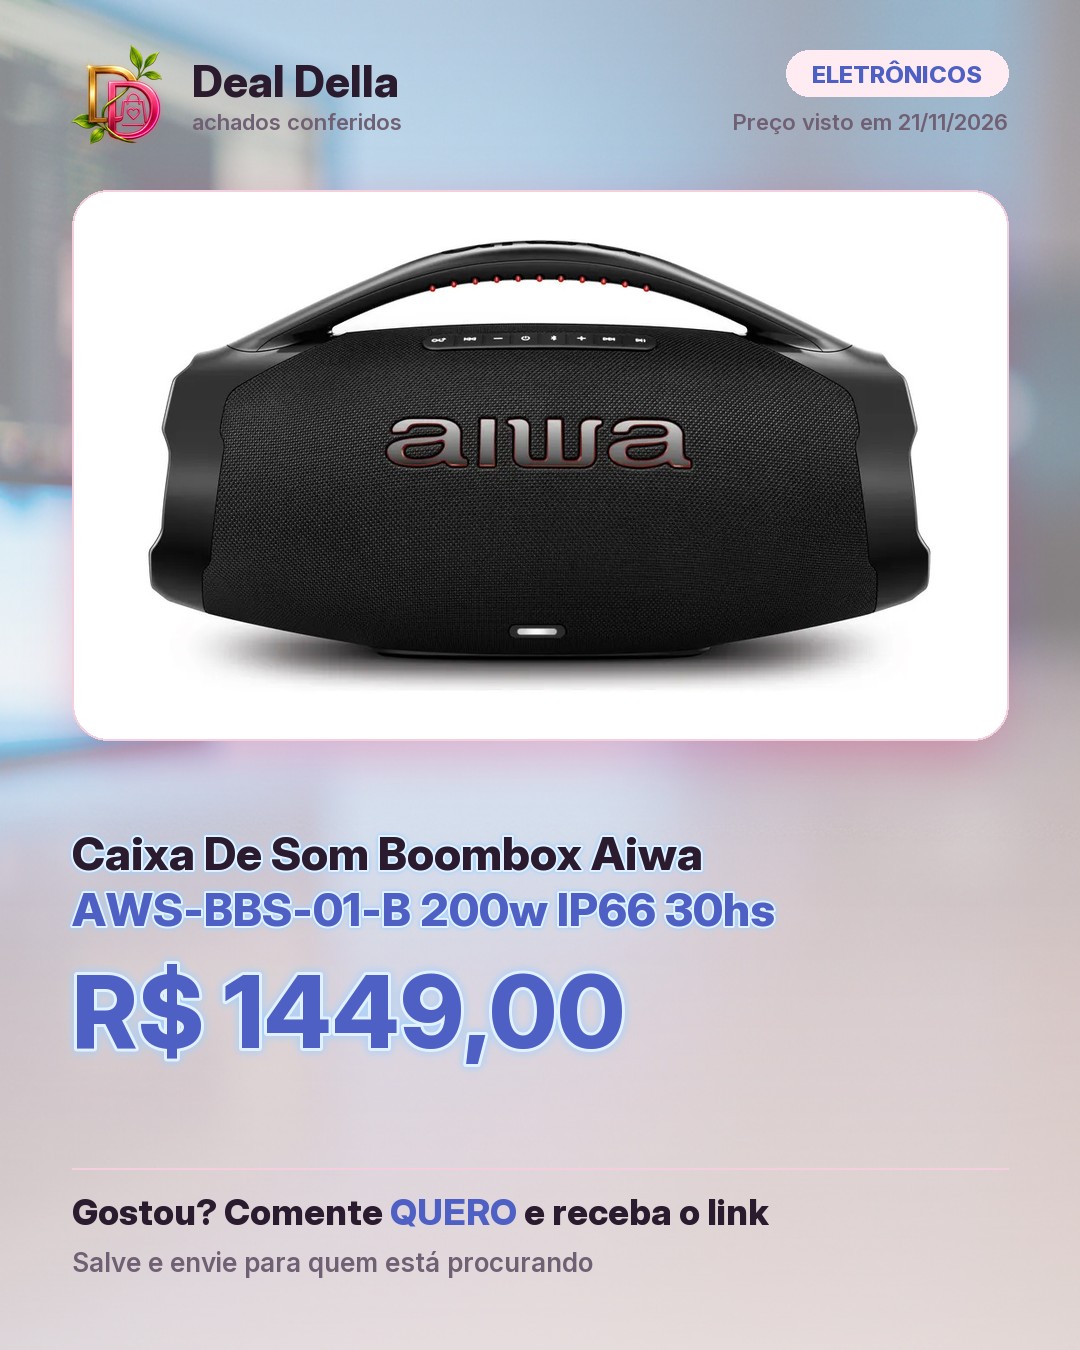 Deal Della
achados conferidos
ELETRÔNICOS
Preço visto em 21/11/2026
aiwa
Caixa De Som Boombox Aiwa
AWS-BBS-01-B 200w IP66 30hs
R$ 1449,00
Gostou? Comente QUERO e receba o link
Salve e envie para quem está procurando